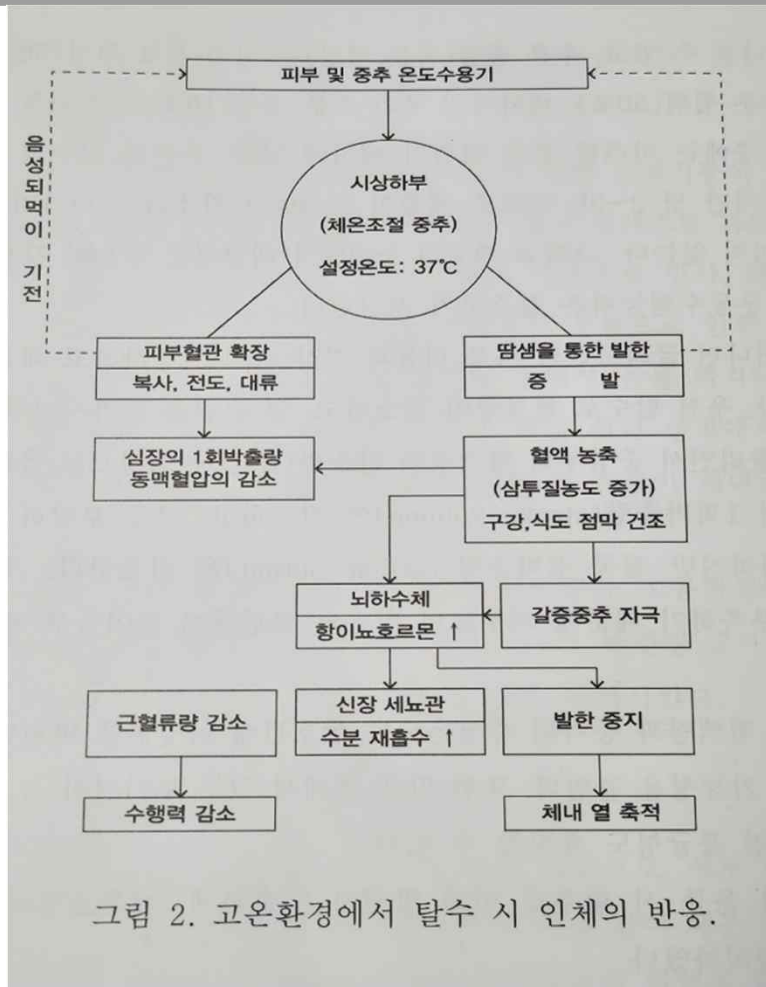 피부 및 중추 온도수용기
음성되먹이 기전
시상하부
(체온조절 중추)
설정온도: 37℃
피부혈관 확장
복사, 전도, 대류
땀샘을 통한 발한
증 발
심장의 1회박출량
동맥혈압의 감소
혈액 농축
(삼투질농도 증가)
구강,식도 점막 건조
뇌하수체
항이뇨호르몬 ↑
갈증중추 자극
근혈류량 감소
신장 세뇨관
수분 재흡수 ↑
발한 중지
수행력 감소
체내 열 축적
그림 2. 고온환경에서 탈수 시 인체의 반응.